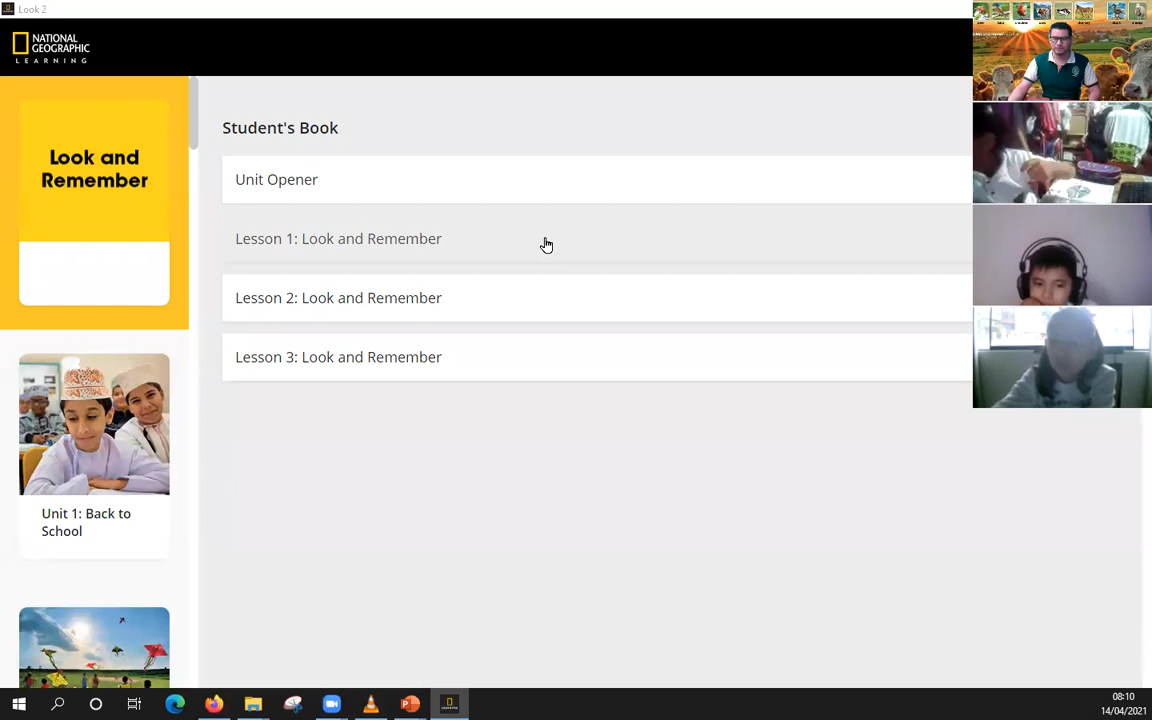 Look 2
NATIONAL
GEOGRAPHIC
LEARNING
Look and
Remember
Student's Book
Unit Opener
Lesson 1: Look and Remember
Lesson 2: Look and Remember
Lesson 3: Look and Remember
Unit 1: Back to
School
08:10
14/04/2021